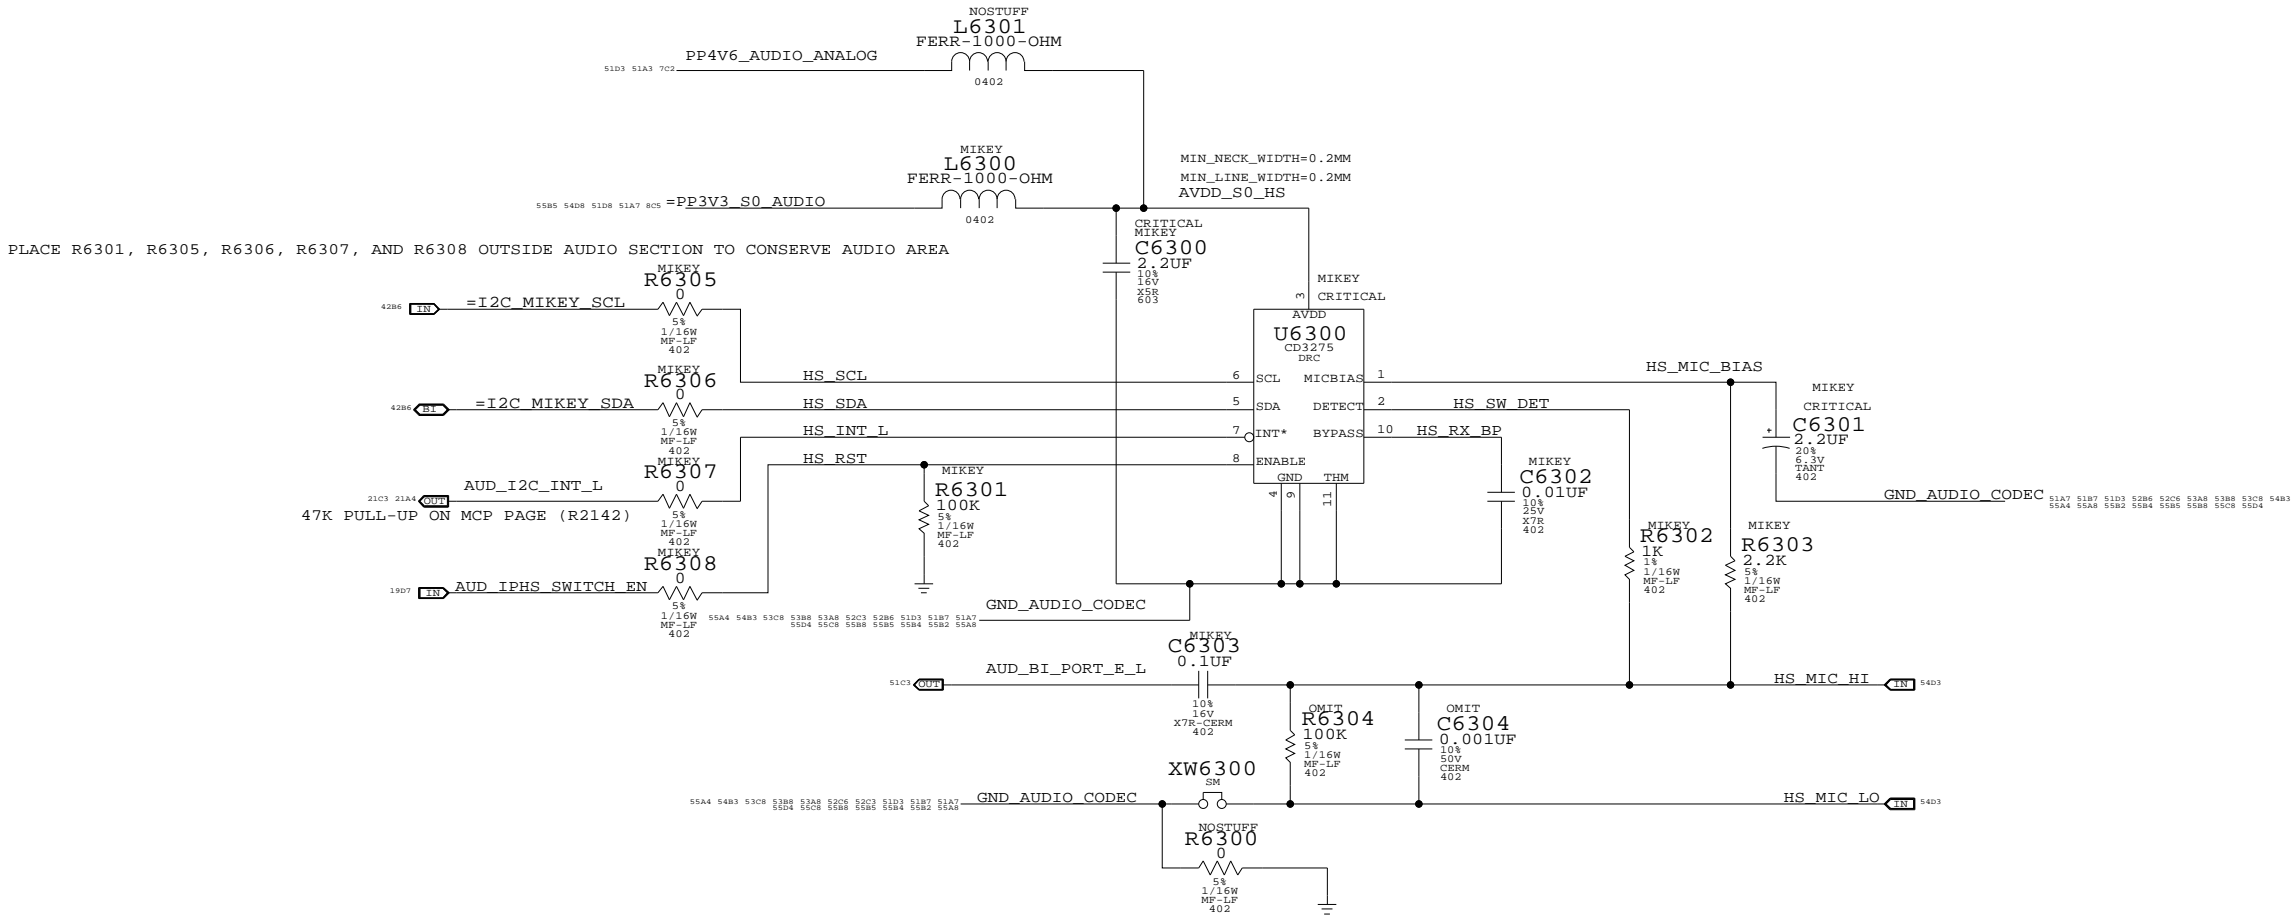 NOSTUFF
L6301
FERR-1000-OHM
PP4V6_AUDIO_ANALOG
51D3 51A3 7C2
0402
MIKEY
L6300
FERR-1000-OHM
MIN_NECK_WIDTH=0.2MM
MIN_LINE_WIDTH=0.2MM
AVDD_S0_HS
55B5 54D8 51D8 51A7 8C5
=PP3V3_S0_AUDIO
0402
CRITICAL
MIKEY
C6300
2.2UF
10%
16V
X5R
603
PLACE R6301, R6305, R6306, R6307, AND R6308 OUTSIDE AUDIO SECTION TO CONSERVE AUDIO AREA
MIKEY
R6305
0
42B6
IN
=I2C_MIKEY_SCL
5%
1/16W
MF-LF
402
MIKEY
CRITICAL
3
AVDD
U6300
CD3275
DRC
HS_SCL
6
SCL
MICBIAS
1
HS_MIC_BIAS
MIKEY
R6306
0
42B6
BI
=I2C_MIKEY_SDA
5%
1/16W
MF-LF
402
HS_SDA
5
SDA
DETECT
2
HS_SW_DET
HS_INT_L
7
INT*
BYPASS
10
HS_RX_BP
HS_RST
8
ENABLE
GND
THM
4
9
11
MIKEY
CRITICAL
C6301
+
2.2UF
20%
6.3V
TANT
402
MIKEY
R6307
0
21C3 21A4
OUT
AUD_I2C_INT_L
47K PULL-UP ON MCP PAGE (R2142)
5%
1/16W
MF-LF
402
MIKEY
R6301
100K
5%
1/16W
MF-LF
402
MIKEY
C6302
0.01UF
10%
25V
X7R
402
GND_AUDIO_CODEC
51A7 51B7 51D3 52B6 52C6 53A8 53B8 53C8 54B3
55A4 55A8 55B2 55B4 55B5 55B8 55C8 55D4
MIKEY
R6302
1K
1%
1/16W
MF-LF
402
MIKEY
R6303
2.2K
5%
1/16W
MF-LF
402
MIKEY
R6308
0
19D7
IN
AUD_IPHS_SWITCH_EN
5%
1/16W
MF-LF
402
GND_AUDIO_CODEC
55A4 54B3 53C8 53B8 53A8 52C3 52B6 51D3 51B7 51A7
55D4 55C8 55B8 55B5 55B4 55B2 55A8
MIKEY
C6303
0.1UF
51C3
OUT
AUD_BI_PORT_E_L
10%
16V
X7R-CERM
402
HS_MIC_HI
IN
54D3
OMIT
R6304
100K
5%
1/16W
MF-LF
402
OMIT
C6304
0.001UF
10%
50V
CERM
402
XW6300
SM
55A4 54B3 53C8 53B8 53A8 52C6 52C3 51D3 51B7 51A7
55D4 55C8 55B8 55B5 55B4 55B2 55A8
GND_AUDIO_CODEC
HS_MIC_LO
IN
54D3
NOSTUFF
R6300
0
5%
1/16W
MF-LF
402